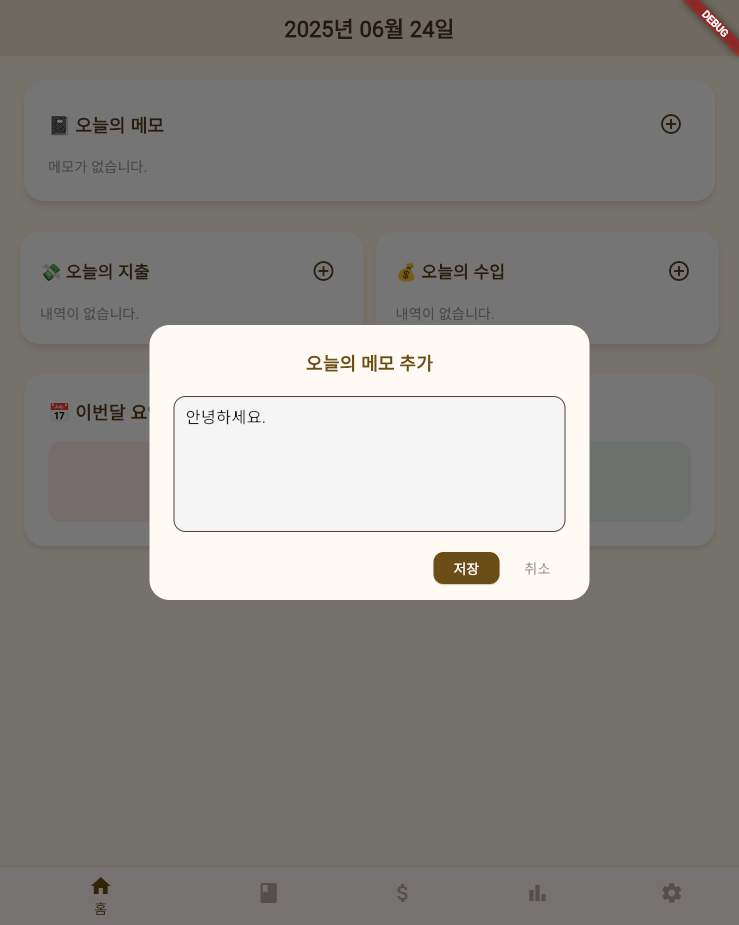 2025년 06월 24일
DEBUG
📓 오늘의 메모
메모가 없습니다.
💸 오늘의 지출
💰 오늘의 수입
내역이 없습니다.
내역이 없습니다.
오늘의 메모 추가
📅 이번달 요
안녕하세요.
저장
취소
홈